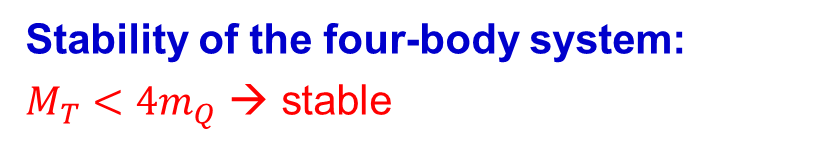 Stability of the four-body system:
M_T < 4m_Q → stable